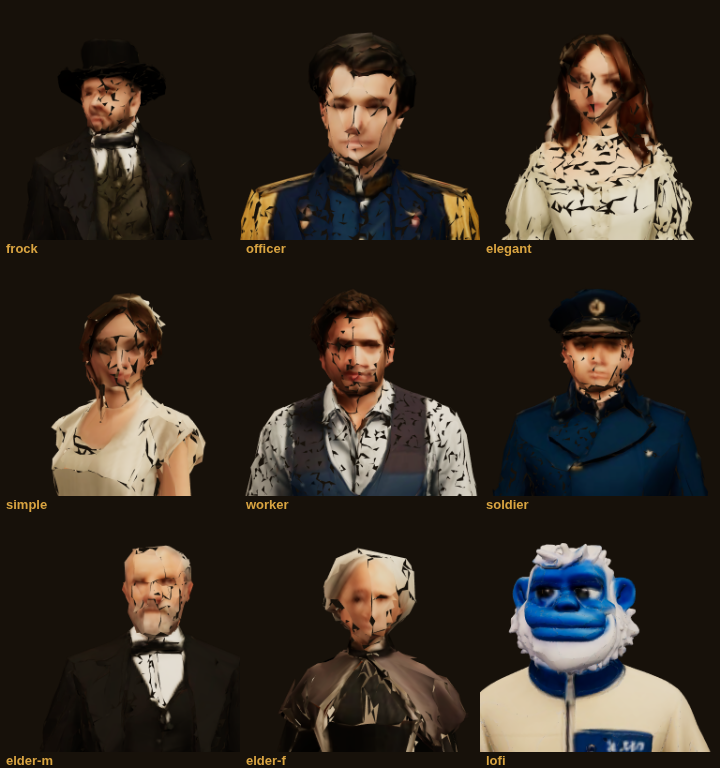 frock
officer
elegant
simple
worker
soldier
elder-m
elder-f
lofi